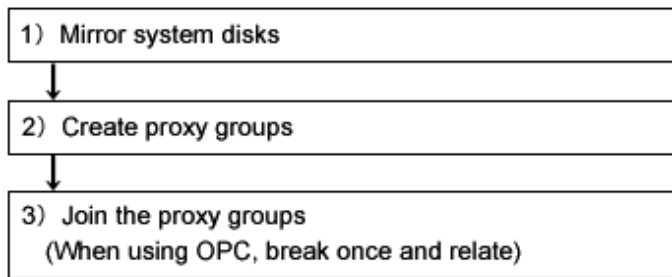 1） Mirror system disks
2） Create proxy groups
3） Join the proxy groups
(When using OPC, break once and relate)